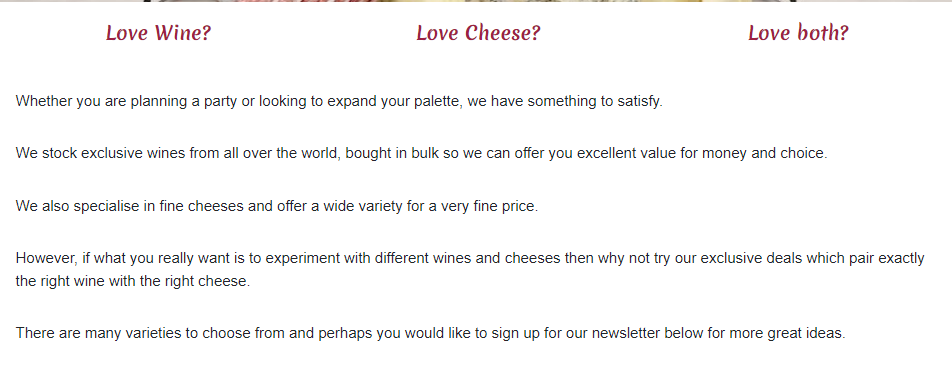 Love Wine?
Love Cheese?
Love both?
Whether you are planning a party or looking to expand your palette, we have something to satisfy.
We stock exclusive wines from all over the world, bought in bulk so we can offer you excellent value for money and choice.
We also specialise in fine cheeses and offer a wide variety for a very fine price.
However, if what you really want is to experiment with different wines and cheeses then why not try our exclusive deals which pair exactly
the right wine with the right cheese.
There are many varieties to choose from and perhaps you would like to sign up for our newsletter below for more great ideas.